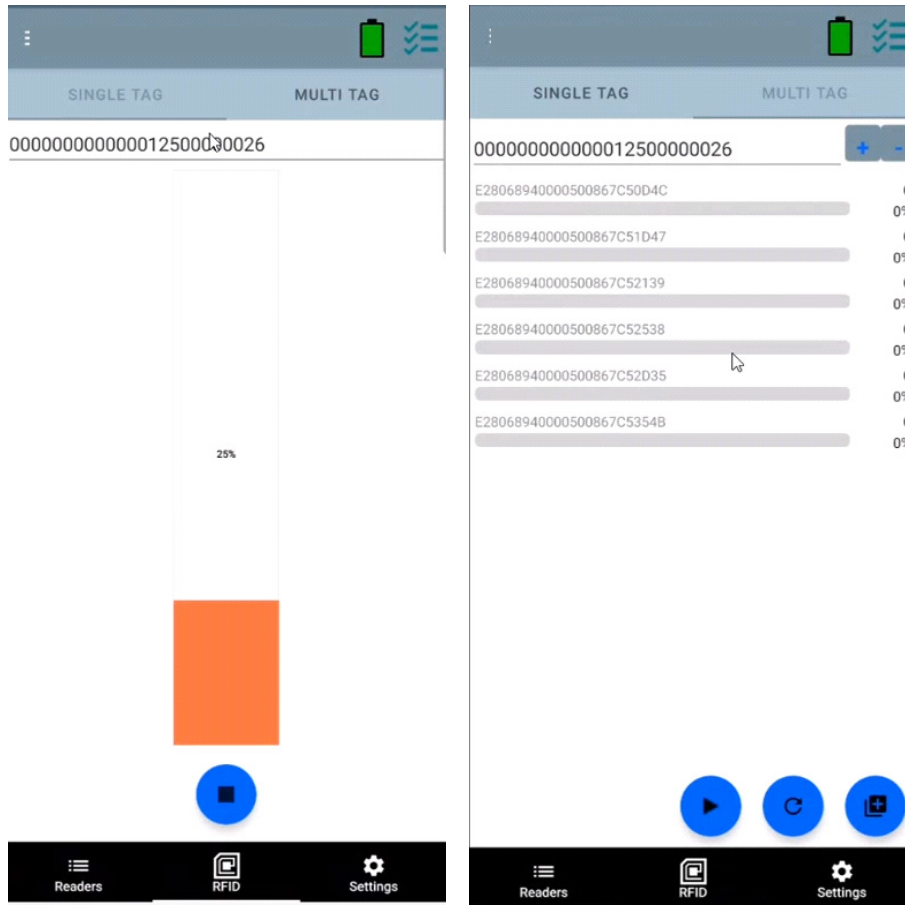 SINGLE TAG MULTI TAG
000000000000012500000026
25%
Readers RFID Settings
SINGLE TAG MULTI TAG
000000000000012500000026 + -
E28068940000500867C50D4C
0%
E28068940000500867C51D47
0%
E28068940000500867C52139
0%
E28068940000500867C52538
0%
E28068940000500867C52D35
0%
E28068940000500867C5354B
0%
Readers RFID Settings